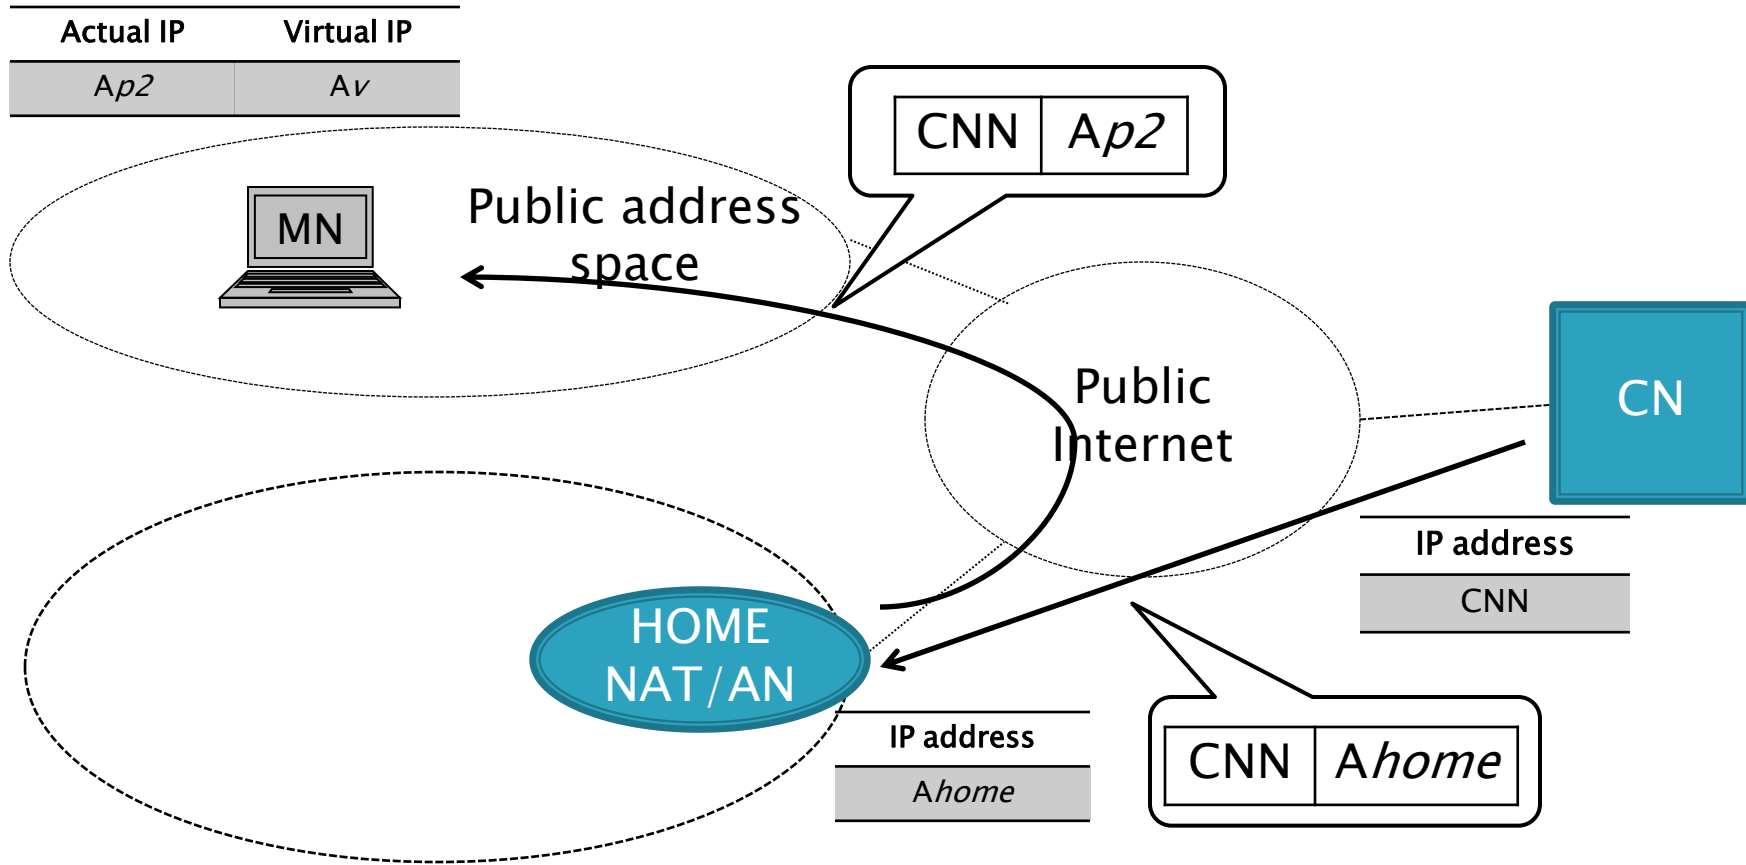 Actual IP Virtual IP
Ap2 Av
CNN Ap2
MN
Public address
space
Public
Internet
CN
IP address
CNN
HOME
NAT/AN
IP address
Ahome
CNN Ahome